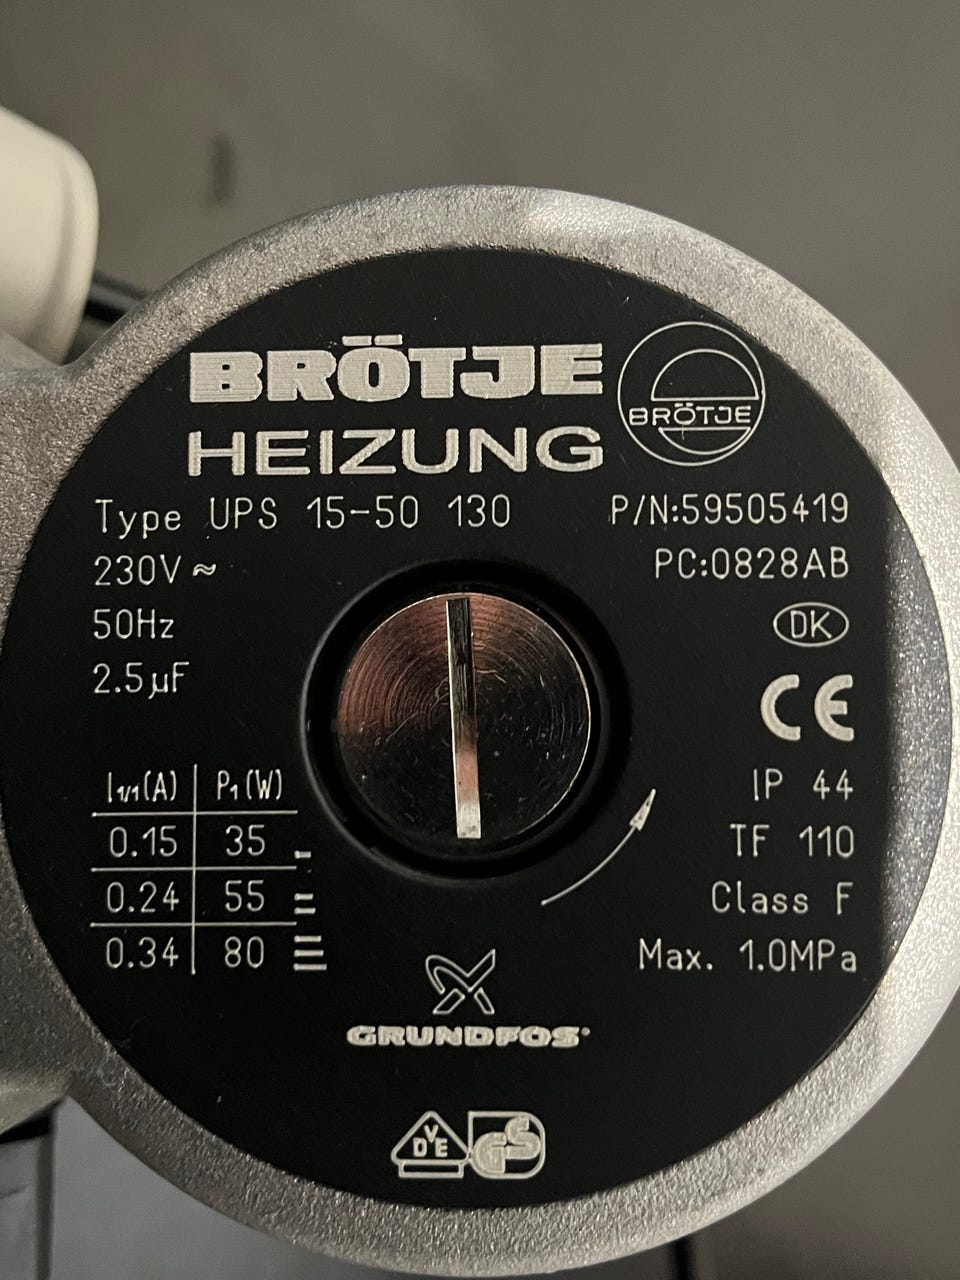 BRÖTJE
HEIZUNG
BRÖTJE
Type UPS 15-50 130 P/N:59505419
230V ≈ PC:0828AB
50Hz DK
2.5µF CE
I1/1(A) P1(W) IP 44
0.15 35 TF 110
0.24 55 Class F
0.34 80 Max. 1.0MPa
GRUNDFOS
VDE GS